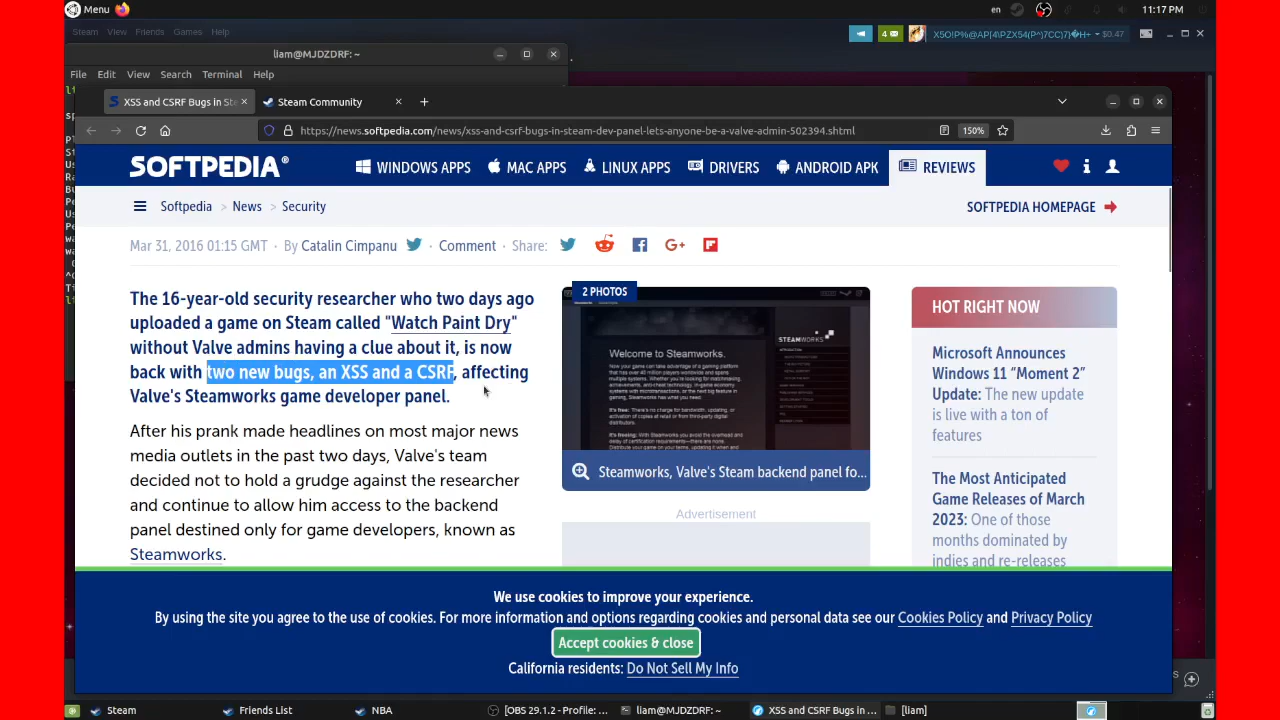 Menu
en
11:17 PM
Steam View Friends Games Help
4
X5O!P%@AP[4\PZX54(P^)7CC)7}�H+ $0.47
liam@MJDZDRF: ~
File Edit View Search Terminal Help
XSS and CSRF Bugs in Ste
Steam Community
https://news.softpedia.com/news/xss-and-csrf-bugs-in-steam-dev-panel-lets-anyone-be-a-valve-admin-502394.shtml
150%
SOFTPEDIA®
WINDOWS APPS
MAC APPS
LINUX APPS
DRIVERS
ANDROID APK
REVIEWS
Softpedia > News > Security
SOFTPEDIA HOMEPAGE
Mar 31, 2016 01:15 GMT · By Catalin Cimpanu · Comment · Share:
The 16-year-old security researcher who two days ago
uploaded a game on Steam called "Watch Paint Dry"
without Valve admins having a clue about it, is now
back with two new bugs, an XSS and a CSRF, affecting
Valve's Steamworks game developer panel.
After his prank made headlines on most major news
media outlets in the past two days, Valve's team
decided not to hold a grudge against the researcher
and continue to allow him access to the backend
panel destined only for game developers, known as
Steamworks.
2 PHOTOS
STEAMWORKS
Welcome to Steamworks.
Steamworks, Valve's Steam backend panel fo...
Advertisement
HOT RIGHT NOW
Microsoft Announces
Windows 11 “Moment 2”
Update: The new update
is live with a ton of
features
The Most Anticipated
Game Releases of March
2023: One of those
months dominated by
indies and re-releases
We use cookies to improve your experience.
By using the site you agree to the use of cookies. For more information and options regarding cookies and personal data see our Cookies Policy and Privacy Policy
Accept cookies & close
California residents: Do Not Sell My Info
Steam
Friends List
NBA
[OBS 29.1.2 - Profile: ...
liam@MJDZDRF: ~
XSS and CSRF Bugs in ...
[liam]